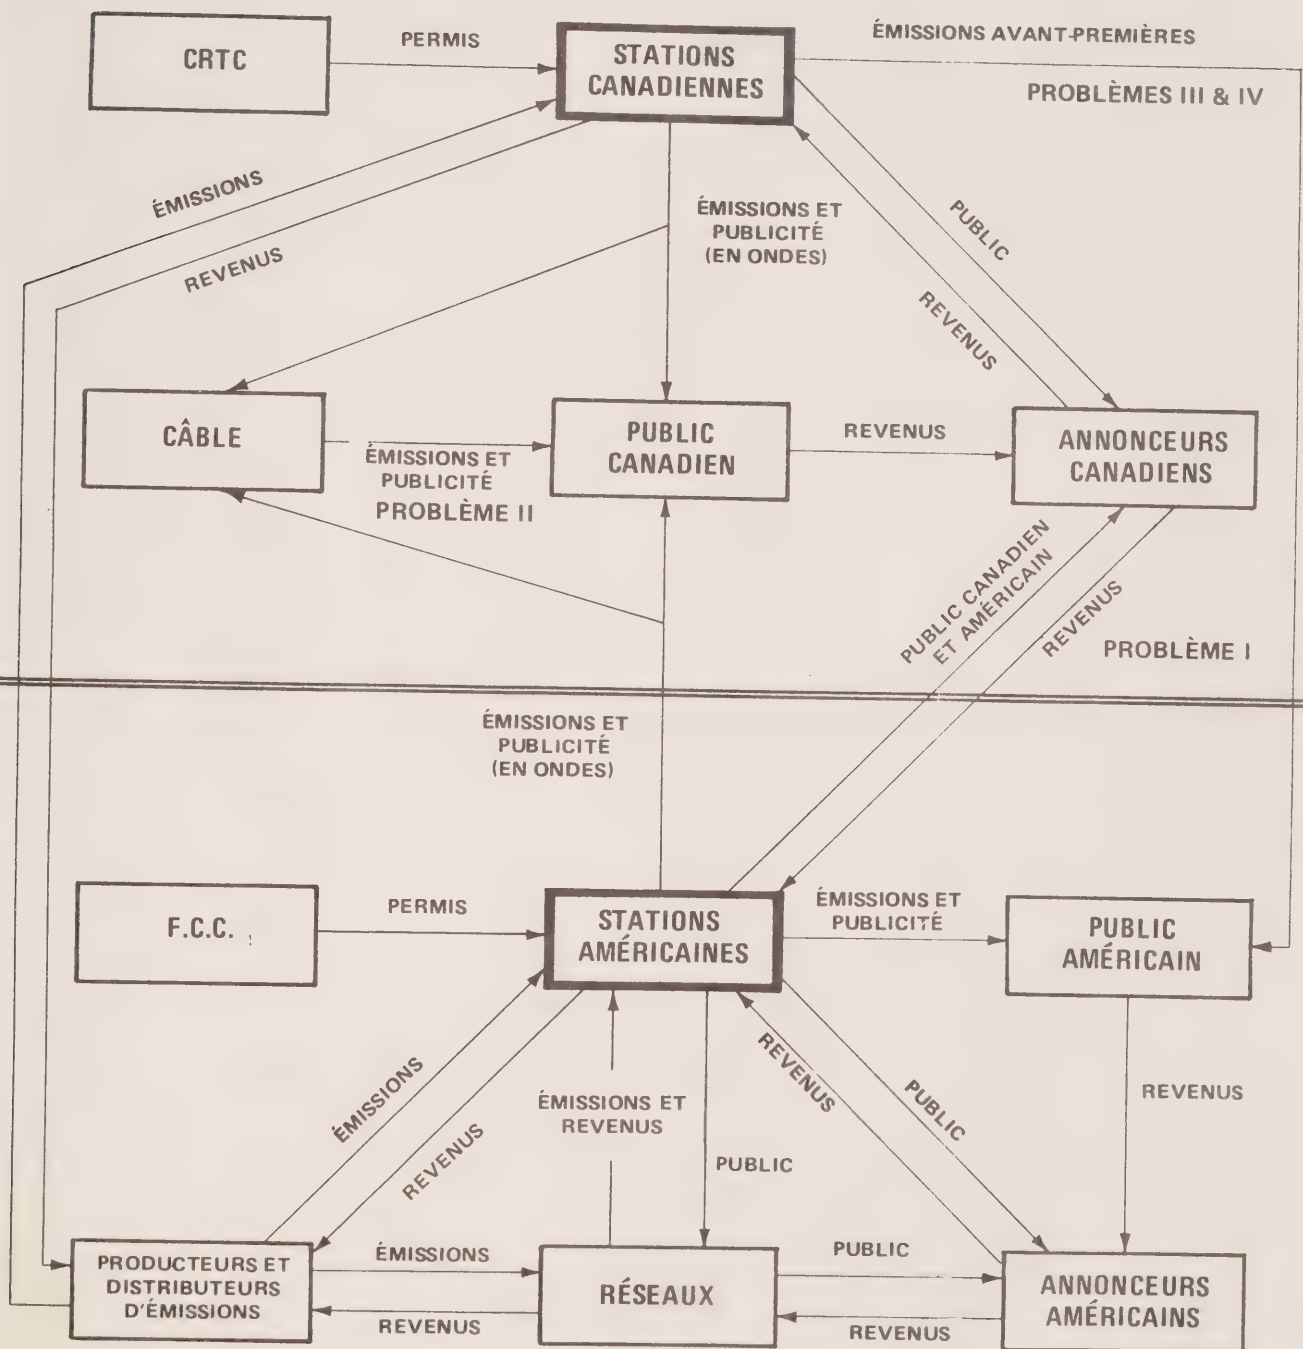 CRTC
PERMIS
STATIONS
CANADIENNES
ÉMISSIONS AVANT-PREMIÈRES
PROBLÈMES III & IV
ÉMISSIONS
REVENUS
ÉMISSIONS ET
PUBLICITÉ
(EN ONDES)
PUBLIC
REVENUS
CÂBLE
ÉMISSIONS ET
PUBLICITÉ
PROBLÈME II
PUBLIC
CANADIEN
REVENUS
ANNONCEURS
CANADIENS
PUBLIC CANADIEN
ET AMÉRICAIN
REVENUS
PROBLÈME I
ÉMISSIONS ET
PUBLICITÉ
(EN ONDES)
F.C.C.
PERMIS
STATIONS
AMÉRICAINES
ÉMISSIONS ET
PUBLICITÉ
PUBLIC
AMÉRICAIN
ÉMISSIONS
REVENUS
ÉMISSIONS ET
REVENUS
PUBLIC
REVENUS
PUBLIC
REVENUS
PRODUCTEURS ET
DISTRIBUTEURS
D'ÉMISSIONS
ÉMISSIONS
REVENUS
RÉSEAUX
PUBLIC
REVENUS
ANNONCEURS
AMÉRICAINS